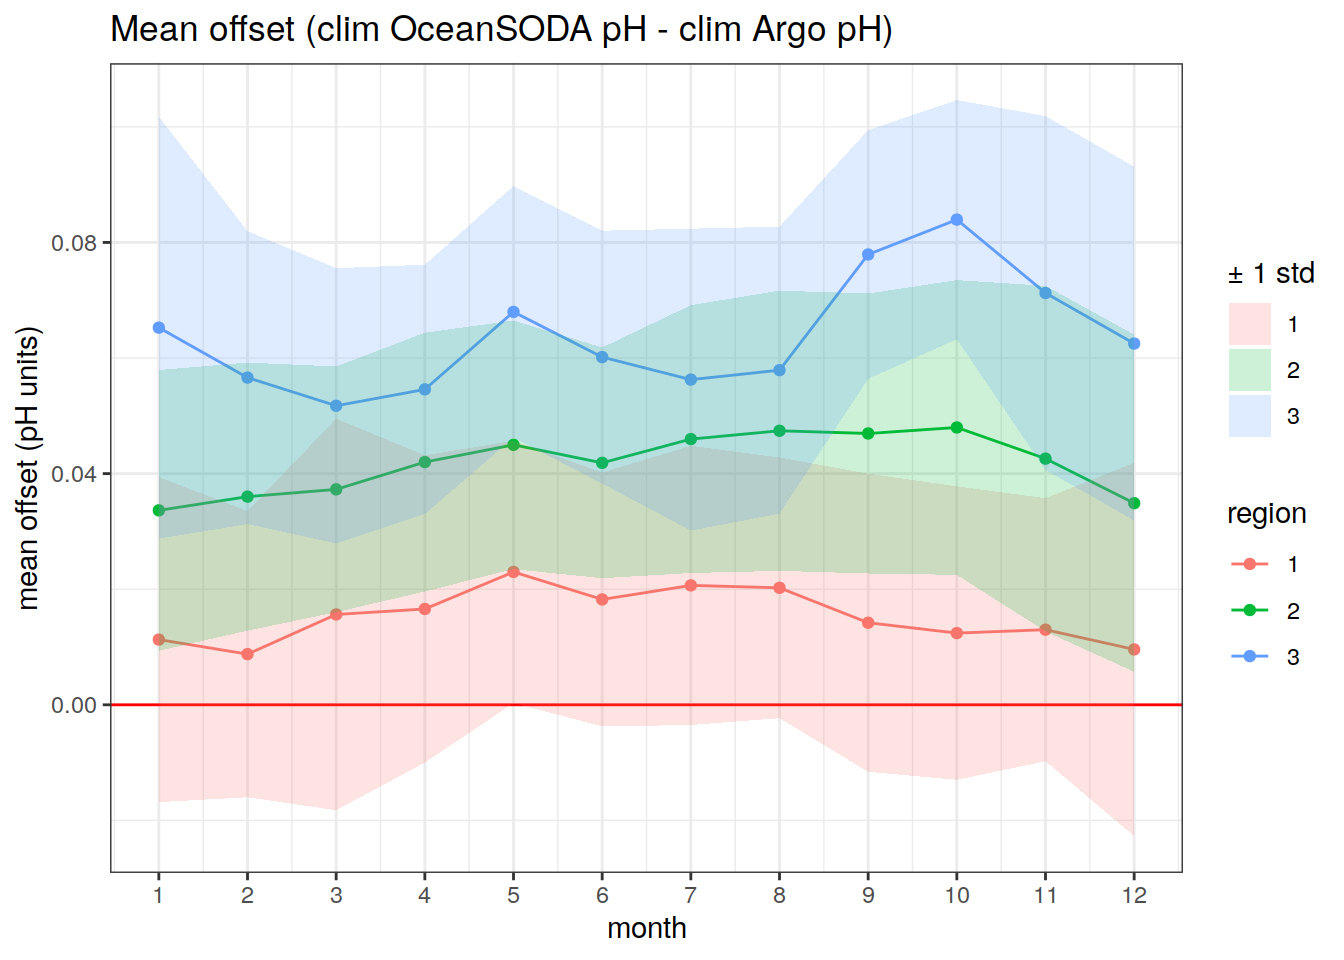 Mean offset (clim OceanSODA pH - clim Argo pH)
mean offset (pH units)
0.08
0.04
0.00
1 2 3 4 5 6 7 8 9 10 11 12
month
± 1 std
1
2
3
region
1
2
3